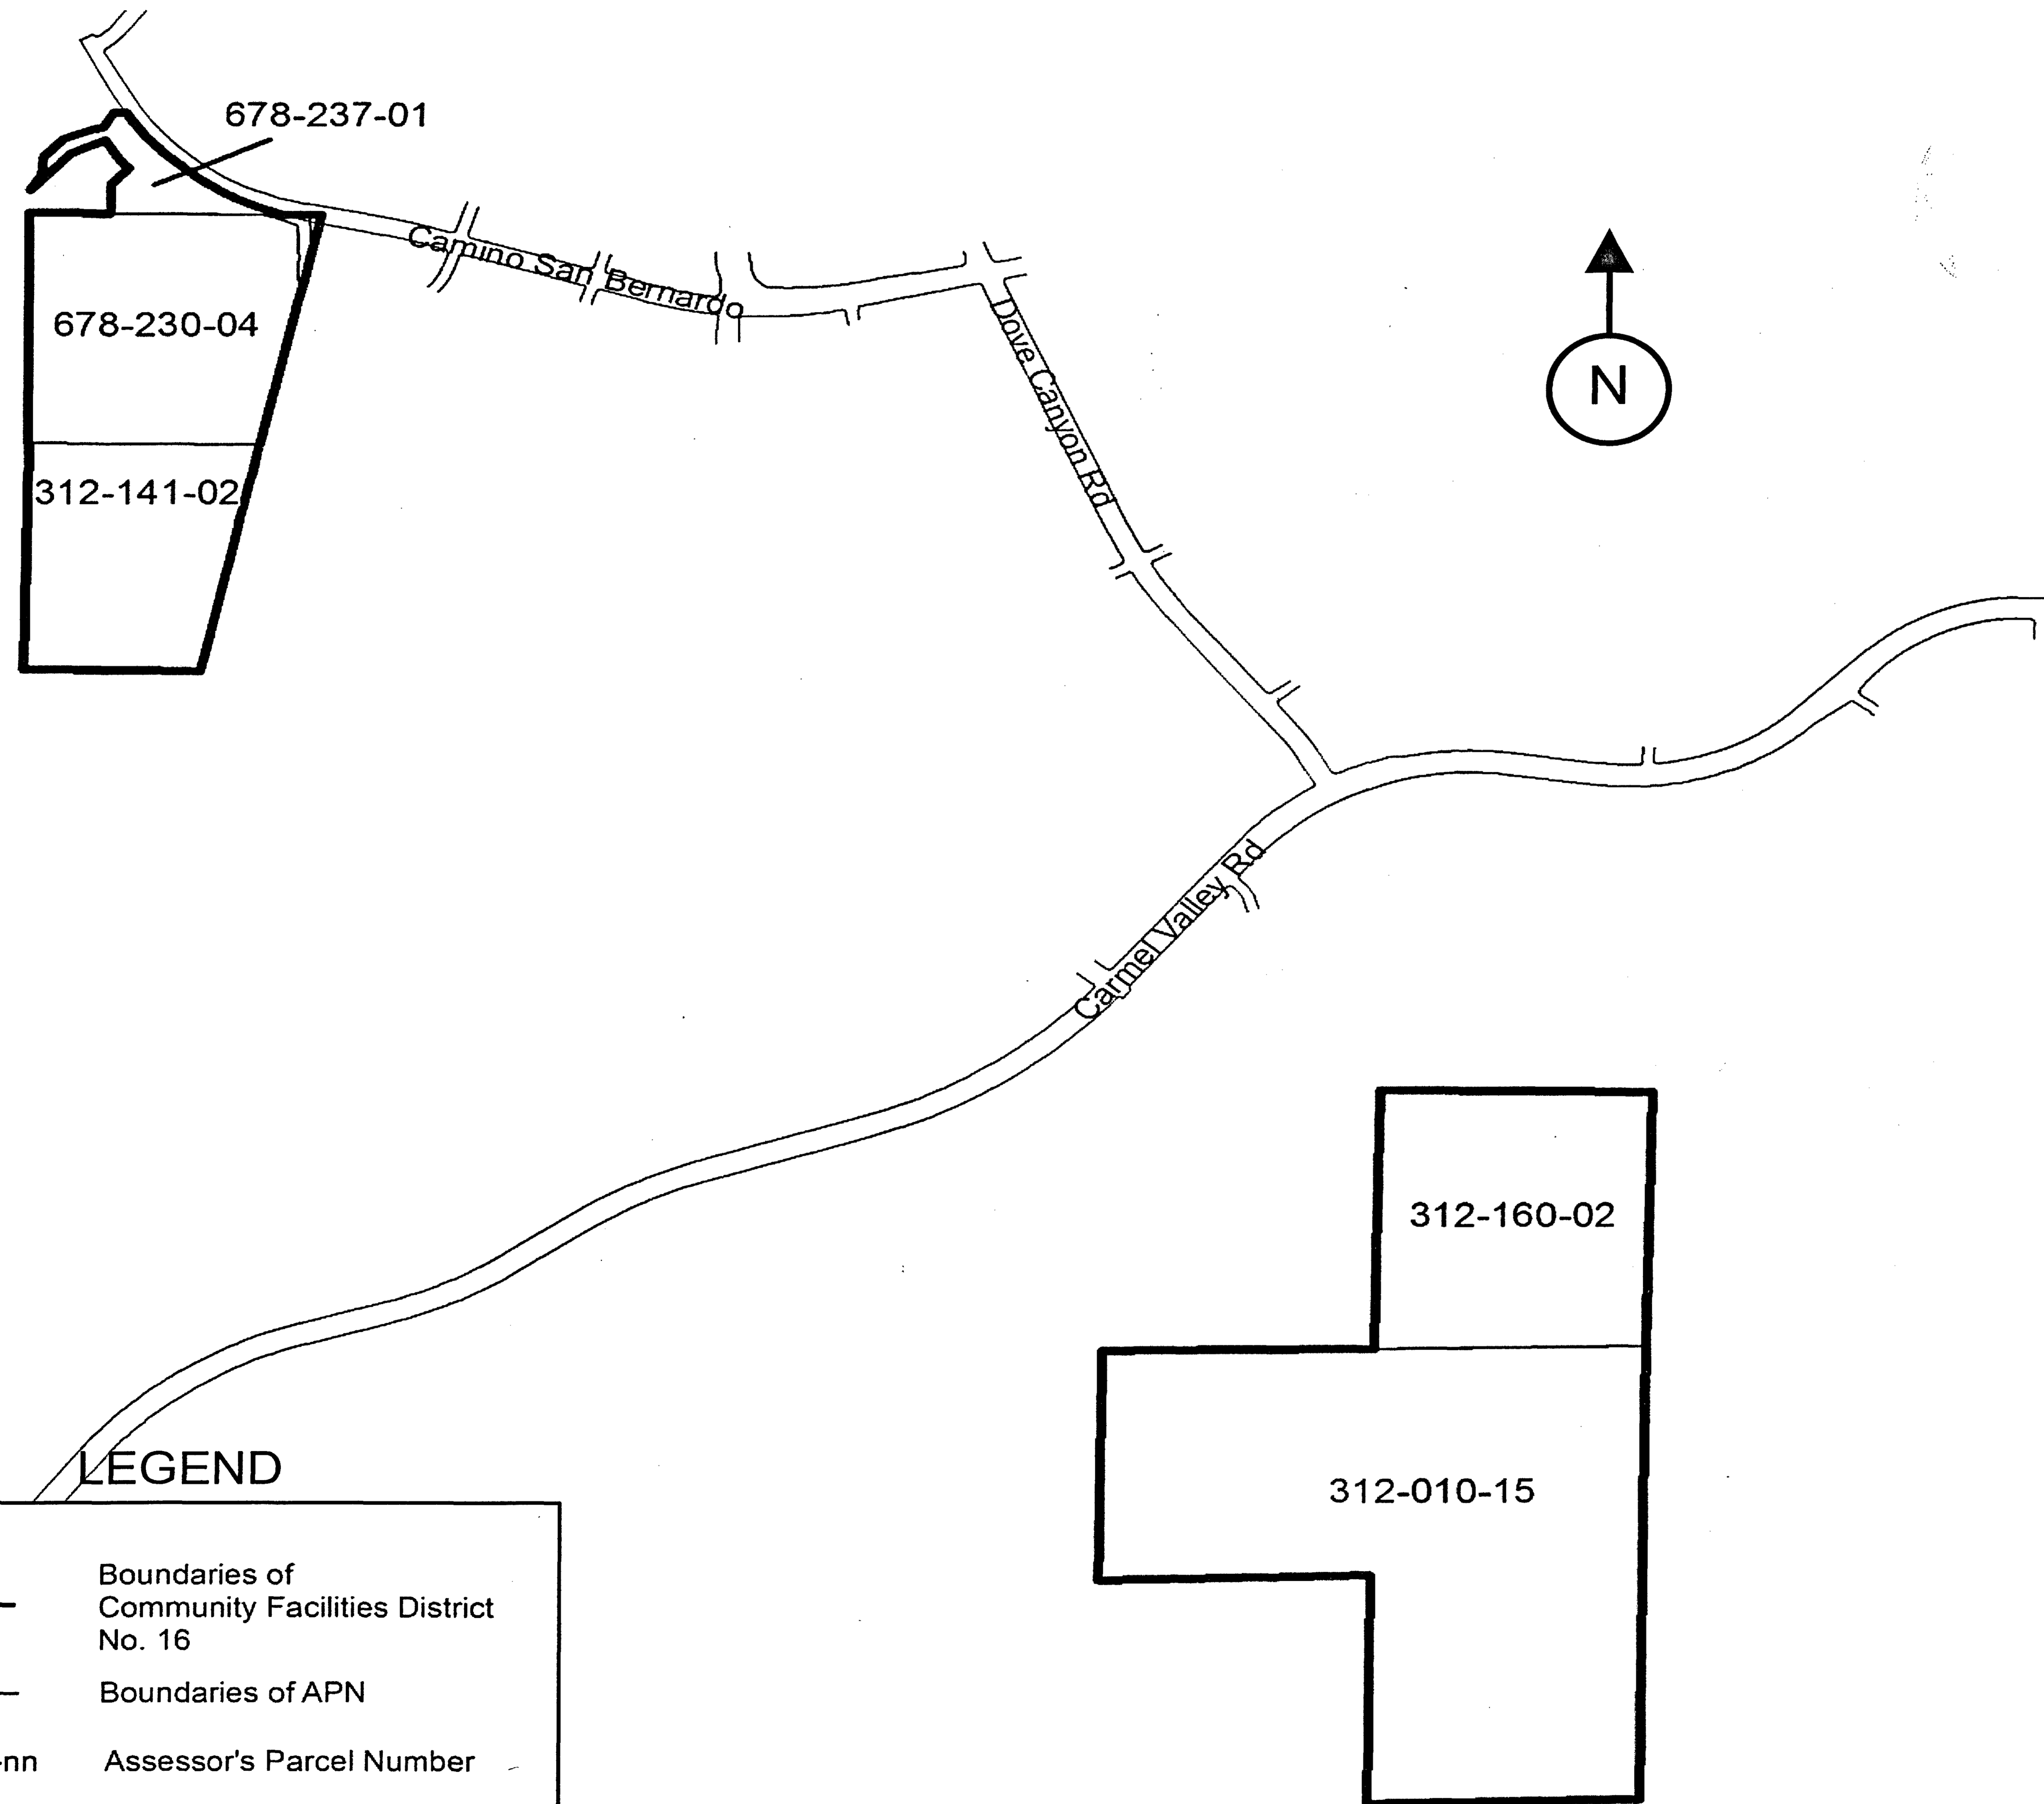 678-237-01
Camino San Bernardo
678-230-04
Dove Canyon Rd
N
312-141-02
Carmel Valley Rd
312-160-02
312-010-15
LEGEND
Boundaries of
Community Facilities District
No. 16
Boundaries of APN
-nn Assessor's Parcel Number